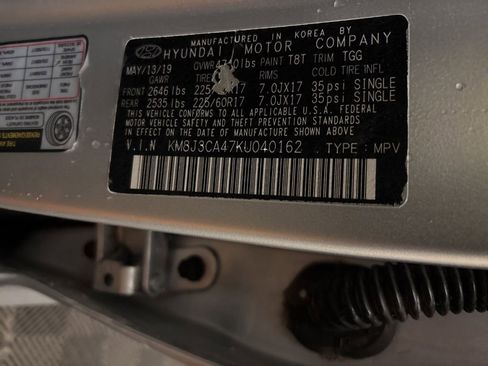 MANUFACTURED IN KOREA BY
HYUNDAI MOTOR COMPANY
MAY/13/19 GVWR 4740lbs PAINT T8T TRIM TGG
GAWR TIRE RIMS COLD TIRE INFL
FRONT 2646 lbs 225 R17 7.0JX17 35psi SINGLE
REAR 2535 lbs 225/60R17 7.0JX17 35psi SINGLE
THIS VEHICLE CONFORMS TO ALL APPLICABLE U.S.A. FEDERAL
MOTOR VEHICLE SAFETY AND THEFT PREVENTION STANDARDS
IN EFFECT ON THE DATE OF MANUFACTURE SHOWN ABOVE
V.I.N KM8J3CA47KU040162 TYPE : MPV